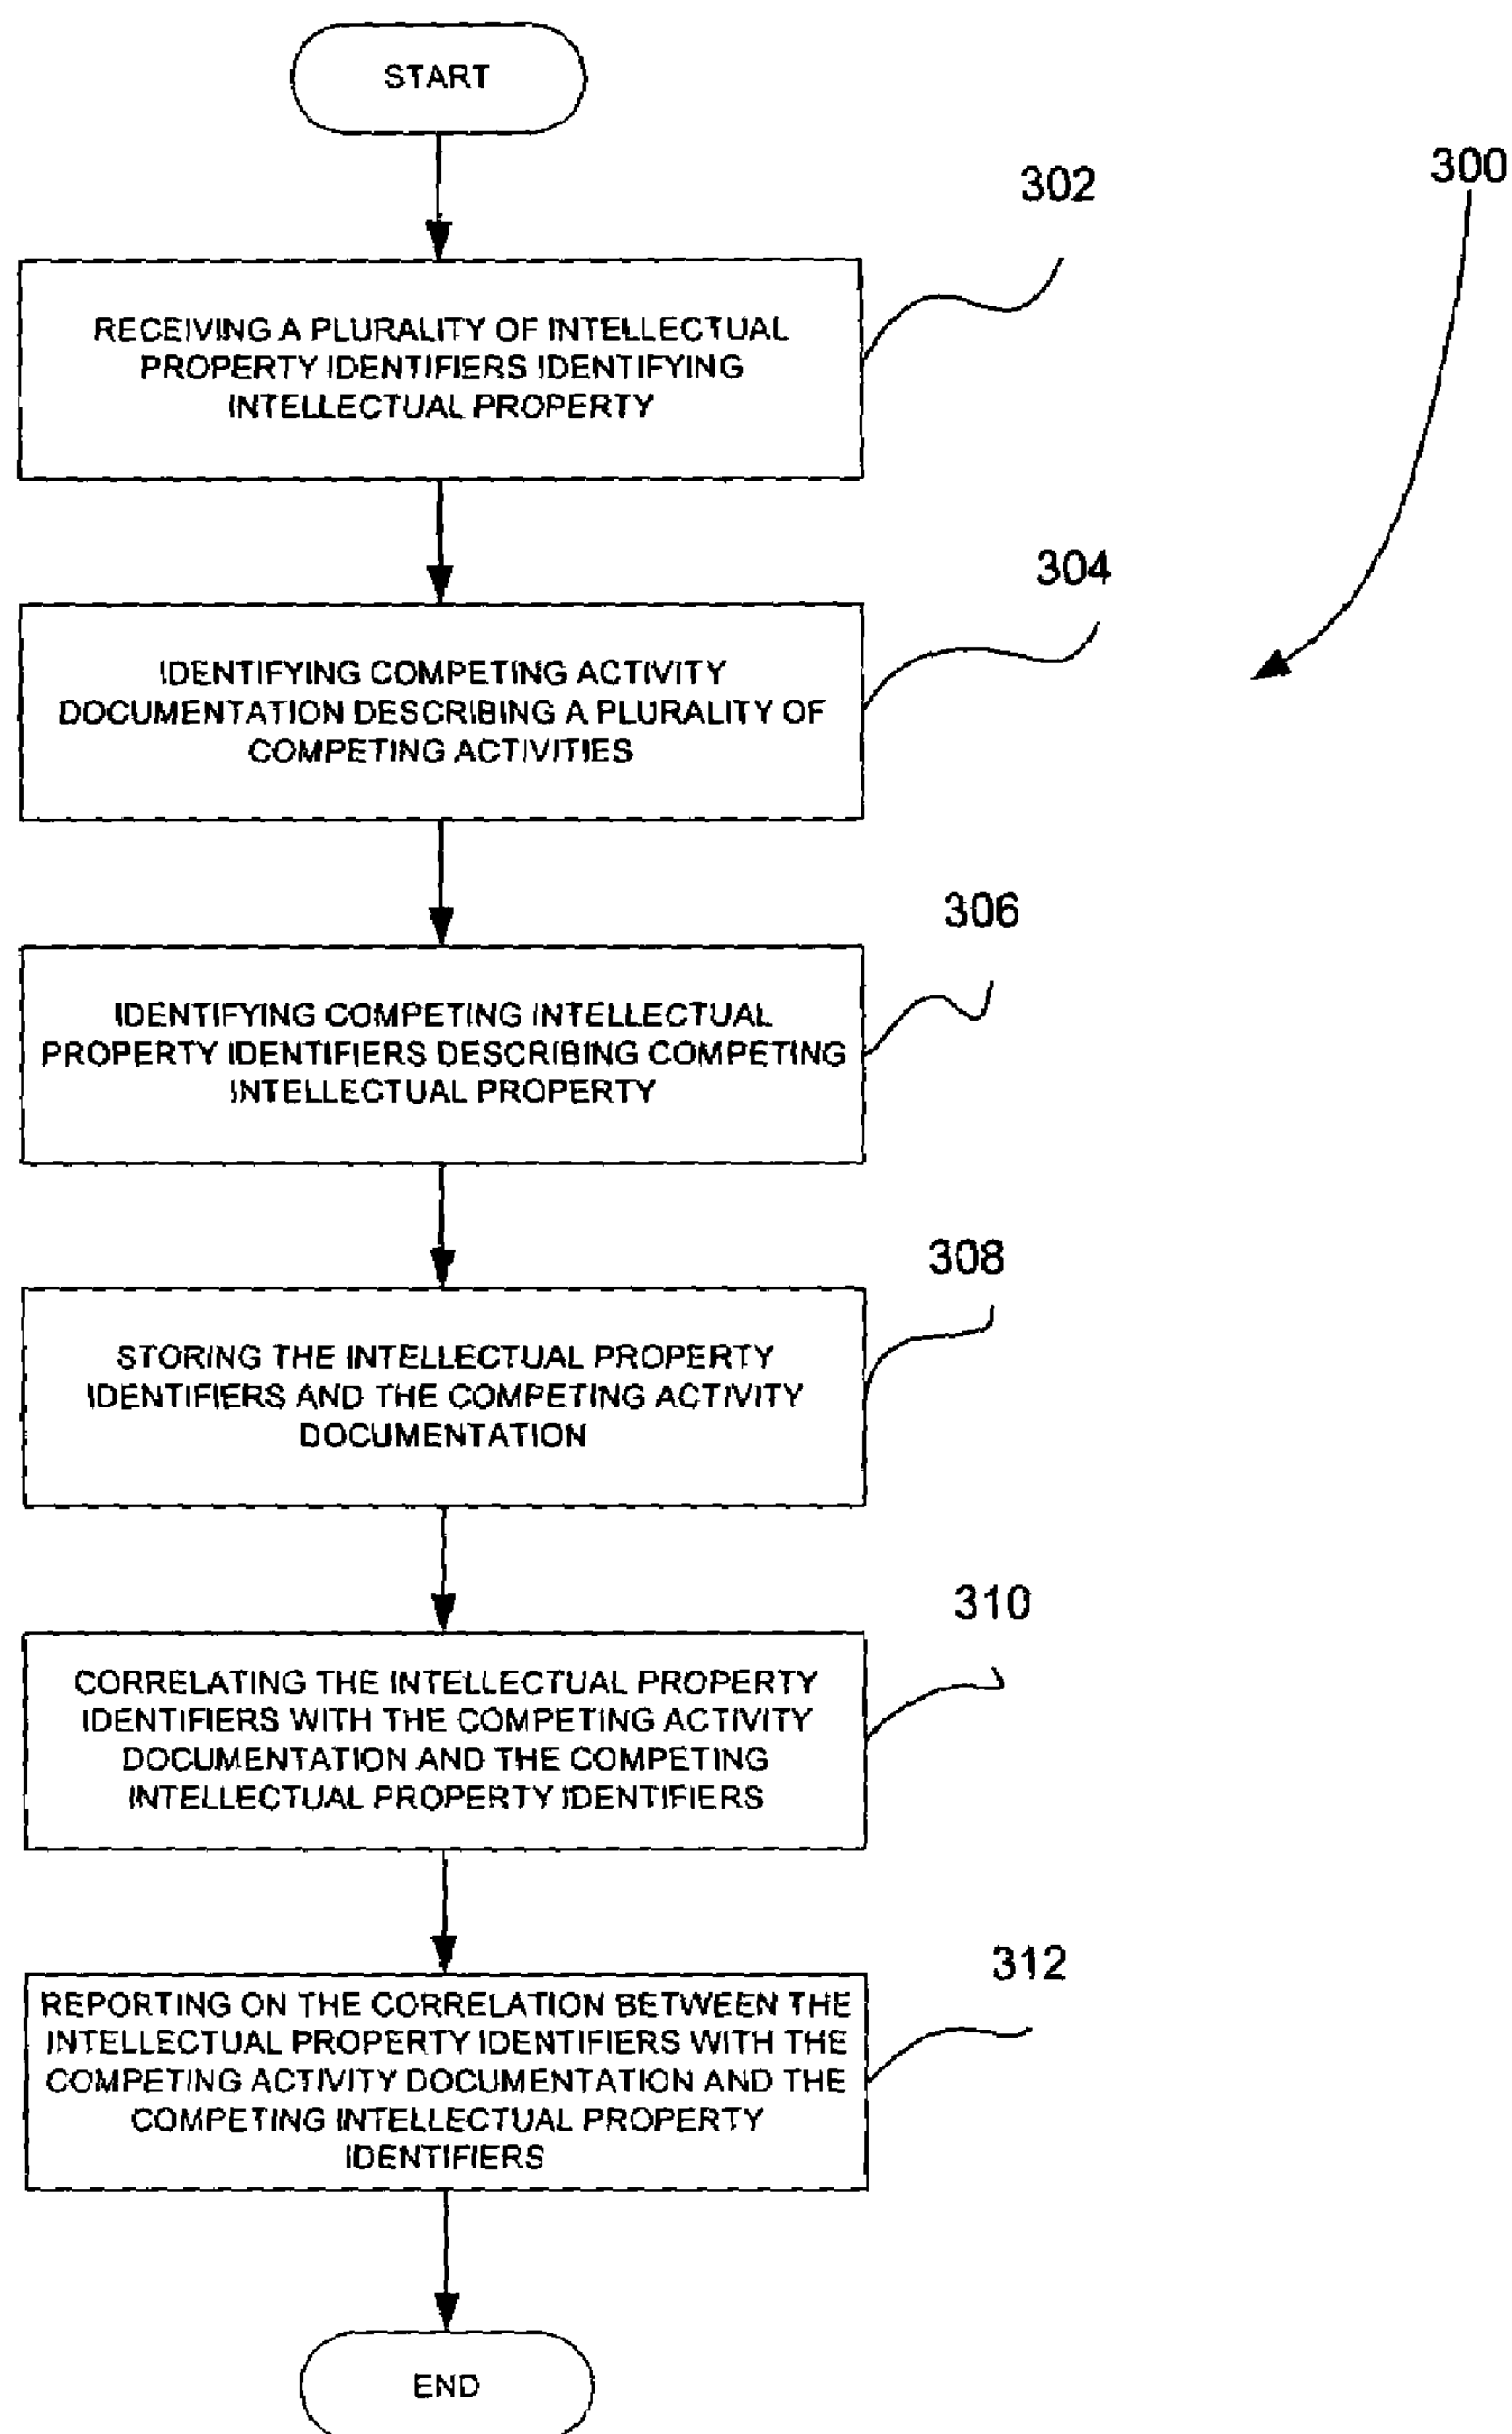 START
302
300
RECEIVING A PLURALITY OF INTELLECTUAL
PROPERTY IDENTIFIERS IDENTIFYING
INTELLECTUAL PROPERTY
304
IDENTIFYING COMPETING ACTIVITY
DOCUMENTATION DESCRIBING A PLURALITY OF
COMPETING ACTIVITIES
306
IDENTIFYING COMPETING INTELLECTUAL
PROPERTY IDENTIFIERS DESCRIBING COMPETING
INTELLECTUAL PROPERTY
308
STORING THE INTELLECTUAL PROPERTY
IDENTIFIERS AND THE COMPETING ACTIVITY
DOCUMENTATION
310
CORRELATING THE INTELLECTUAL PROPERTY
IDENTIFIERS WITH THE COMPETING ACTIVITY
DOCUMENTATION AND THE COMPETING
INTELLECTUAL PROPERTY IDENTIFIERS
312
REPORTING ON THE CORRELATION BETWEEN THE
INTELLECTUAL PROPERTY IDENTIFIERS WITH THE
COMPETING ACTIVITY DOCUMENTATION AND THE
COMPETING INTELLECTUAL PROPERTY
IDENTIFIERS
END